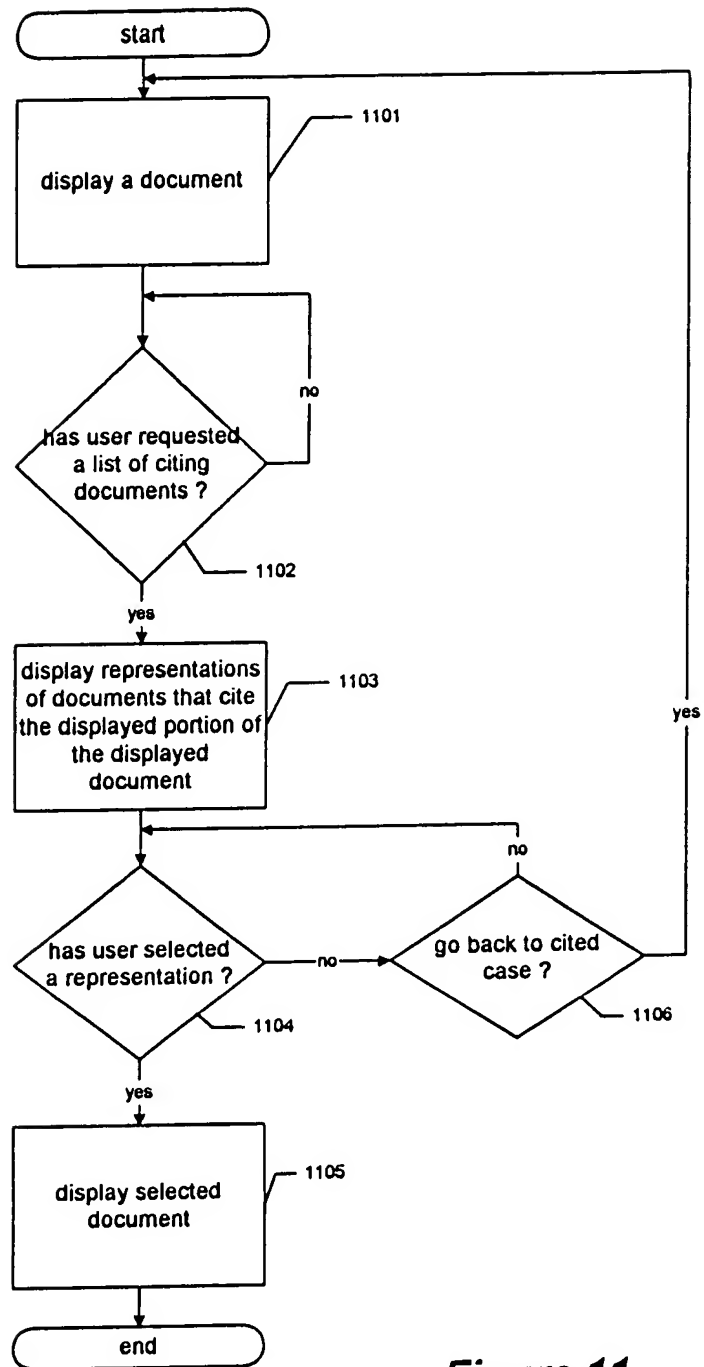 start
1101
display a document
no
has user requested
a list of citing
documents ?
1102
yes
display representations
of documents that cite
the displayed portion of
the displayed
document
1103
yes
no
has user selected
a representation ?
no
go back to cited
case ?
1104
1106
yes
display selected
document
1105
end
Figure 11